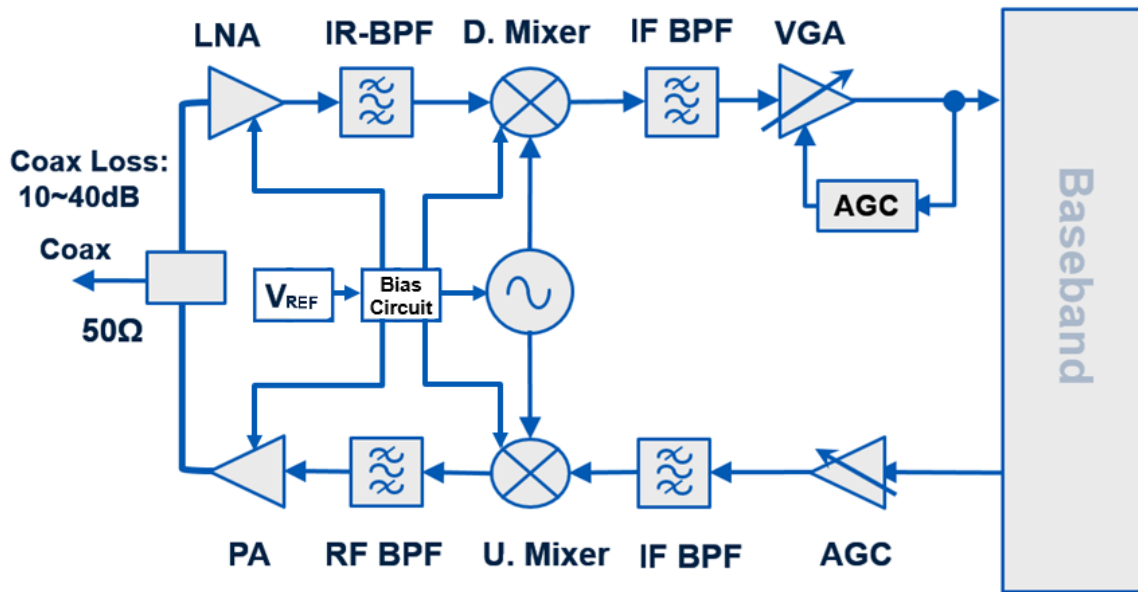 LNA
IR-BPF
D. Mixer
IF BPF
VGA
Coax Loss:
10~40dB
AGC
Coax
50Ω
VREF
Bias
Circuit
Baseband
PA
RF BPF
U. Mixer
IF BPF
AGC